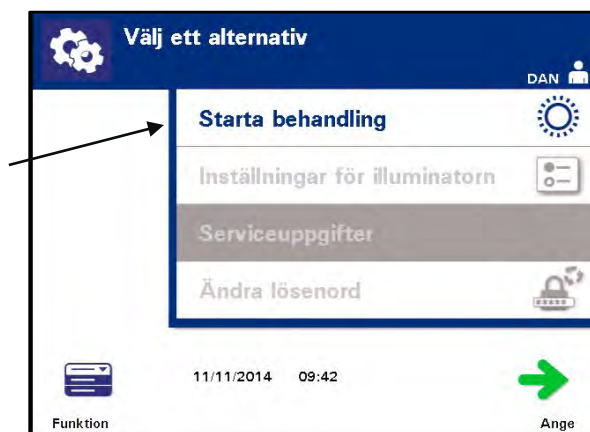 Välj ett alternativ
DAN
Starta behandling
Inställningar för illuminatorn
Serviceuppgifter
Ändra lösenord
11/11/2014 09:42
Funktion
Ange